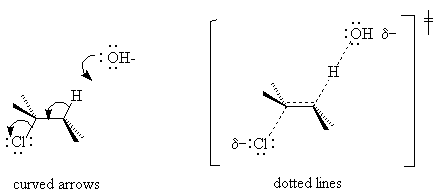 :OH-
H
:Cl:
curved arrows
:OH δ−
H
δ−:Cl:
dotted lines
‡